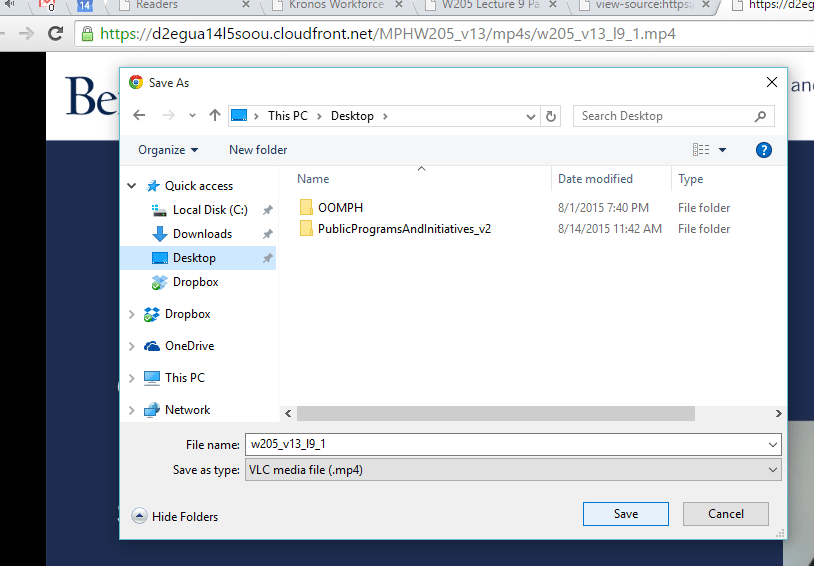 0
14
Readers
Kronos Workforce
W205 Lecture 9 Pa
view-source:https:
https://d2eg
https://d2egua14l5soou.cloudfront.net/MPHW205_v13/mp4s/w205_v13_l9_1.mp4
Be
and
Save As
This PC
Desktop
Search Desktop
Organize
New folder
?
Name
Date modified
Type
Quick access
Local Disk (C:)
Downloads
Desktop
Dropbox
Dropbox
OneDrive
This PC
Network
OOMPH 8/1/2015 7:40 PM File folder
PublicProgramsAndInitiatives_v2 8/14/2015 11:42 AM File folder
File name: w205_v13_l9_1
Save as type: VLC media file (.mp4)
Hide Folders
Save
Cancel